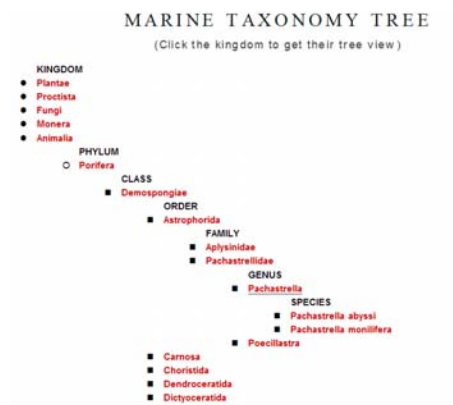 MARINE TAXONOMY TREE
(Click the kingdom to get their tree view)
KINGDOM
Plantae
Proctista
Fungi
Monera
Animalia
PHYLUM
Porifera
CLASS
Demospongiae
ORDER
Astrophorida
FAMILY
Aplysinidae
Pachastrellidae
GENUS
Pachastrella
SPECIES
Pachastrella abyssi
Pachastrella monilifera
Poecillastra
Carnosa
Choristida
Dendroceratida
Dictyoceratida